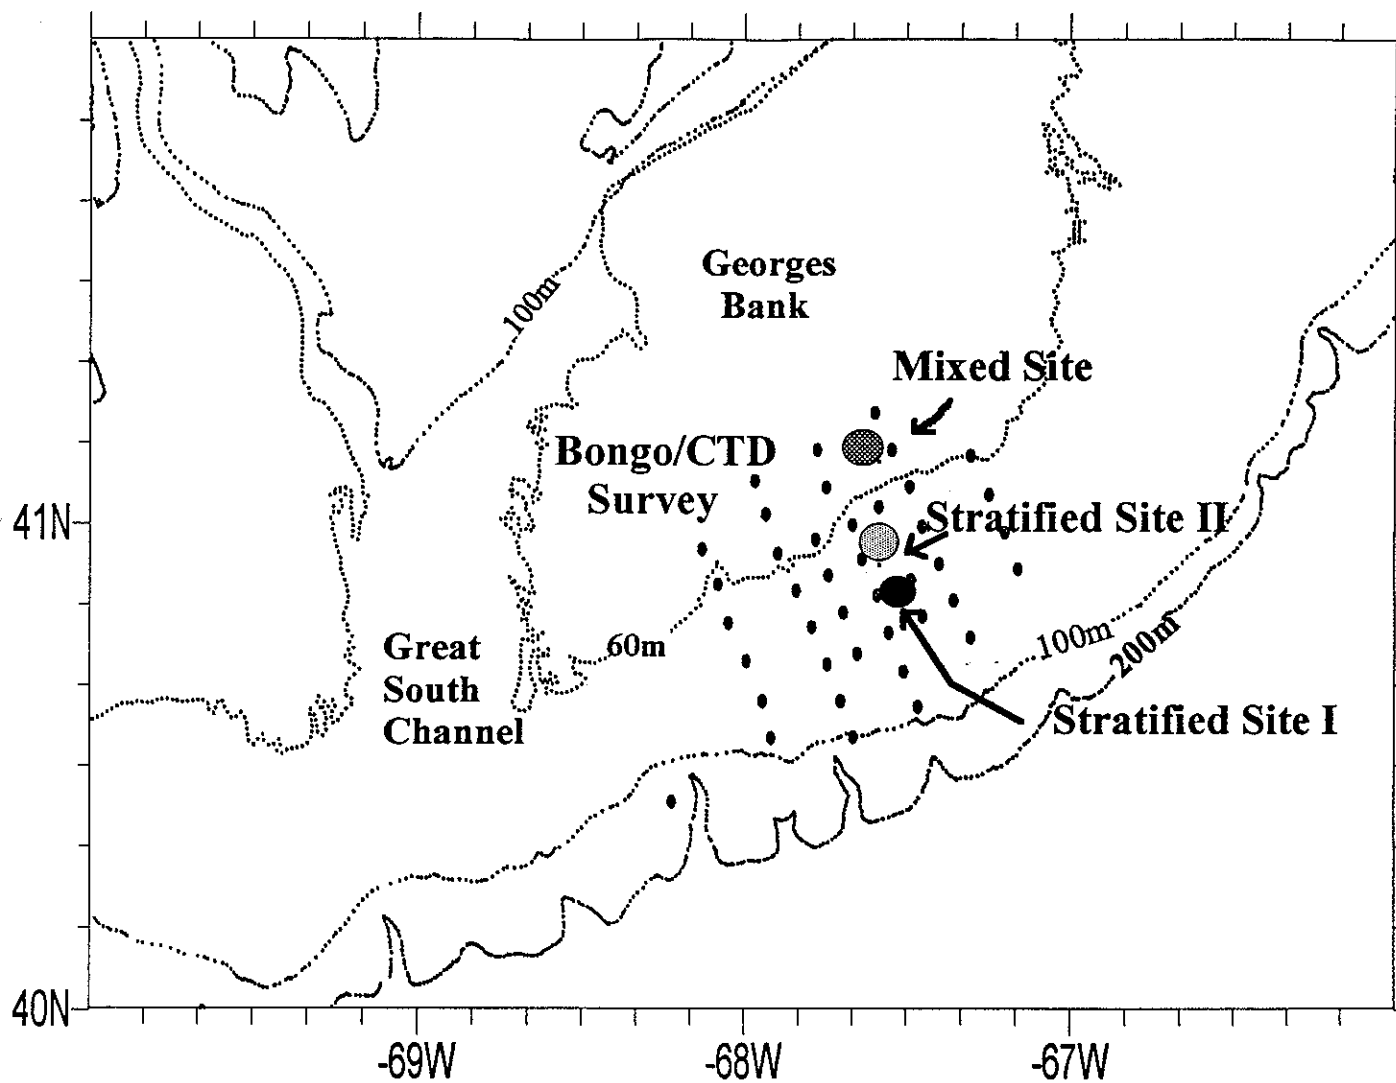 Georges
Bank
100m
Mixed Site
Bongo/CTD
Survey
41N
Stratified Site II
60m
100m
200m
Great
South
Channel
Stratified Site I
40N
-69W
-68W
-67W